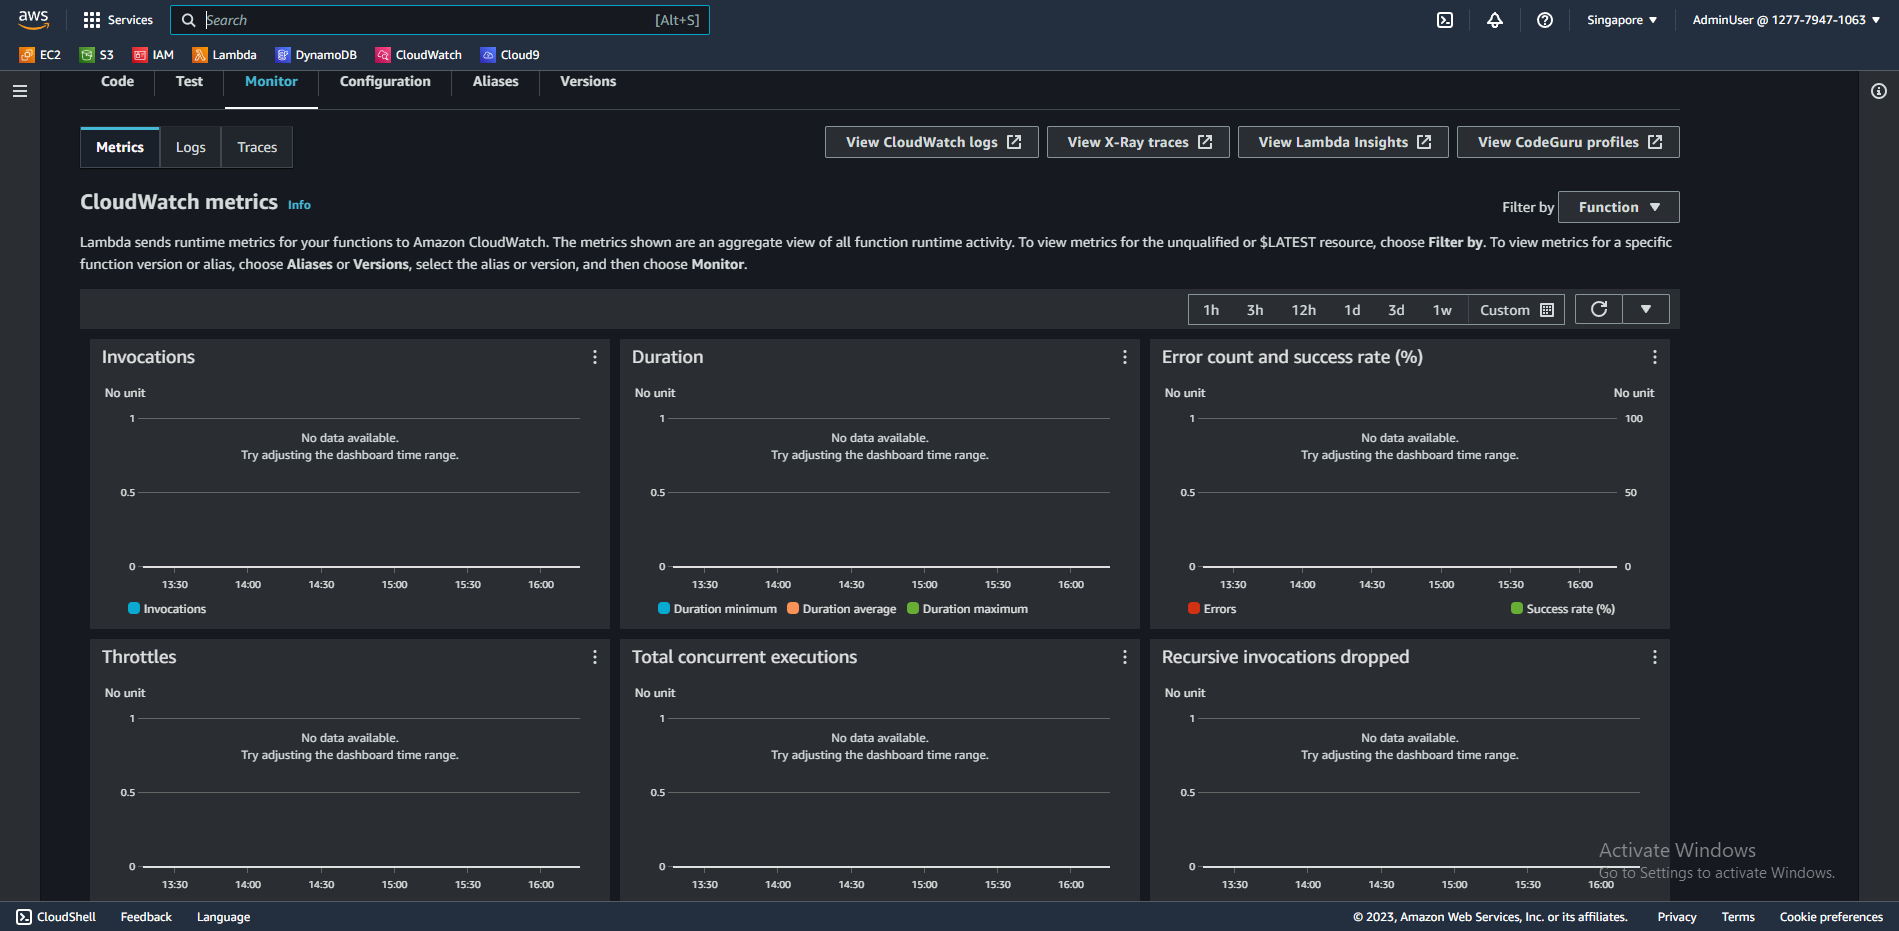 aws Services Search [Alt+S] Singapore ▼ AdminUser @ 1277-7947-1063 ▼
EC2 S3 IAM Lambda DynamoDB CloudWatch Cloud9
Code Test Monitor Configuration Aliases Versions
Metrics Logs Traces View CloudWatch logs View X-Ray traces View Lambda Insights View CodeGuru profiles
CloudWatch metrics Info Filter by Function ▼
Lambda sends runtime metrics for your functions to Amazon CloudWatch. The metrics shown are an aggregate view of all function runtime activity. To view metrics for the unqualified or $LATEST resource, choose Filter by. To view metrics for a specific
function version or alias, choose Aliases or Versions, select the alias or version, and then choose Monitor.
1h 3h 12h 1d 3d 1w Custom
Invocations
No unit
1
No data available.
Try adjusting the dashboard time range.
0.5
0
13:30 14:00 14:30 15:00 15:30 16:00
Invocations
Duration
No unit
1
No data available.
Try adjusting the dashboard time range.
0.5
0
13:30 14:00 14:30 15:00 15:30 16:00
Duration minimum Duration average Duration maximum
Error count and success rate (%)
No unit No unit
1 100
No data available.
Try adjusting the dashboard time range.
0.5 50
0 0
13:30 14:00 14:30 15:00 15:30 16:00
Errors Success rate (%)
Throttles
No unit
1
No data available.
Try adjusting the dashboard time range.
0.5
0
13:30 14:00 14:30 15:00 15:30 16:00
Total concurrent executions
No unit
1
No data available.
Try adjusting the dashboard time range.
0.5
0
13:30 14:00 14:30 15:00 15:30 16:00
Recursive invocations dropped
No unit
1
No data available.
Try adjusting the dashboard time range.
0.5
0
13:30 14:00 14:30 15:00 15:30 16:00
Activate Windows
Go to Settings to activate Windows.
CloudShell Feedback Language © 2023, Amazon Web Services, Inc. or its affiliates. Privacy Terms Cookie preferences